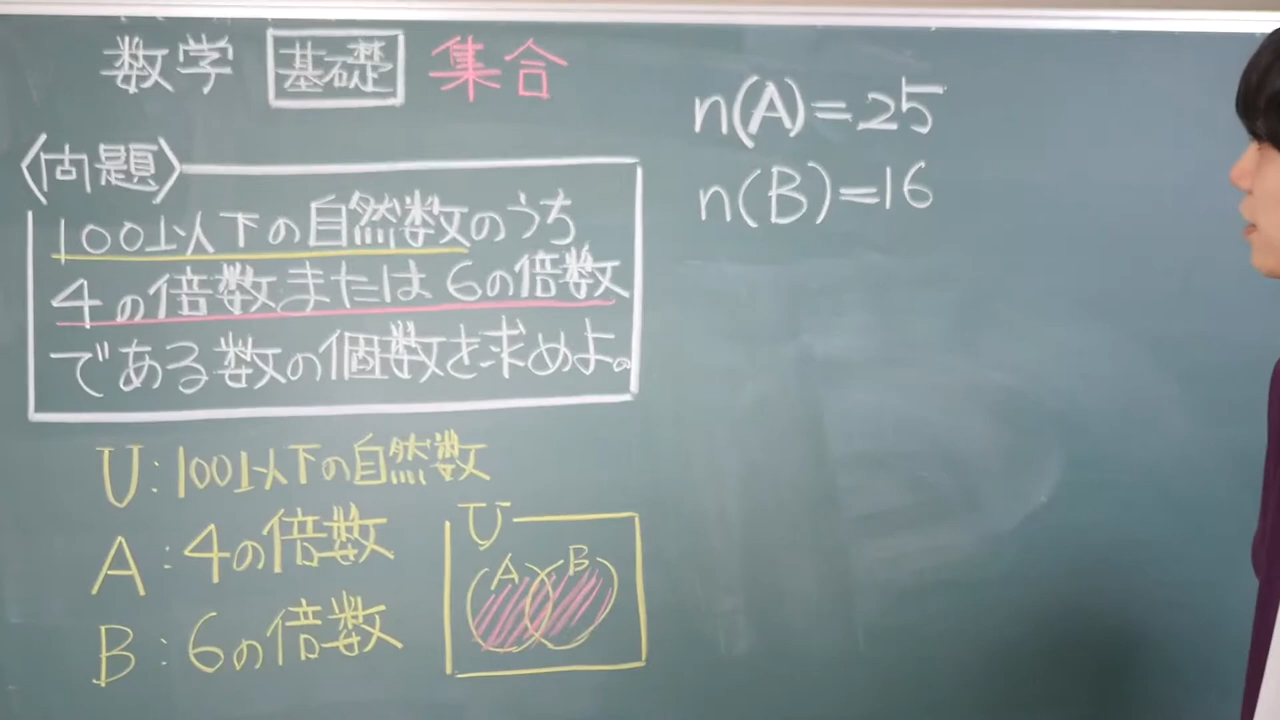 数学 基礎 集合
〈問題〉
100以下の自然数のうち
4の倍数または6の倍数
である数の個数を求めよ。
U:100以下の自然数
A:4の倍数
B:6の倍数
U
A B
n(A)=25
n(B)=16